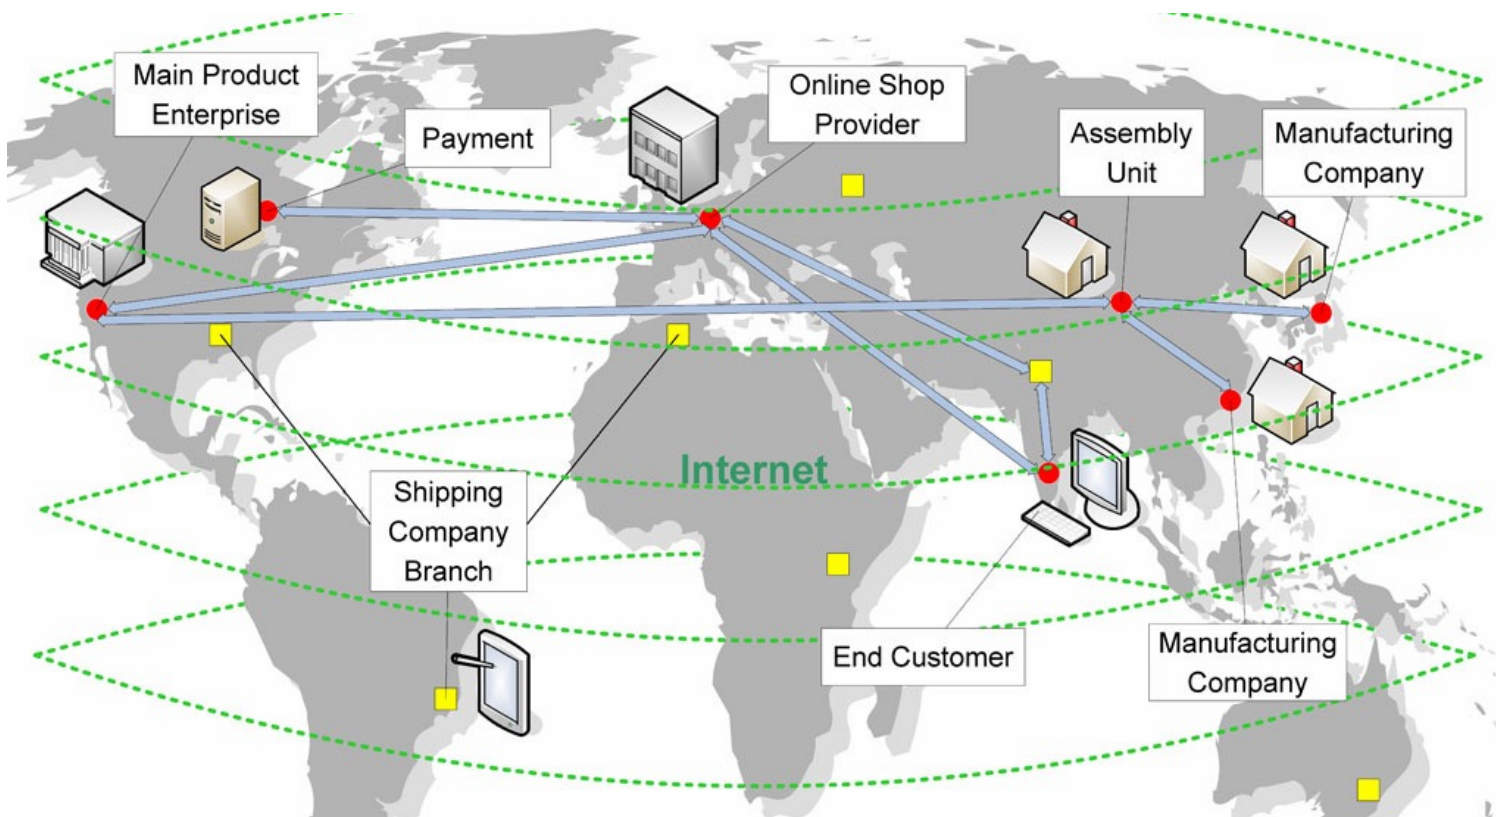 Main Product
Enterprise
Payment
Online Shop
Provider
Assembly
Unit
Manufacturing
Company
Internet
Shipping
Company
Branch
End Customer
Manufacturing
Company